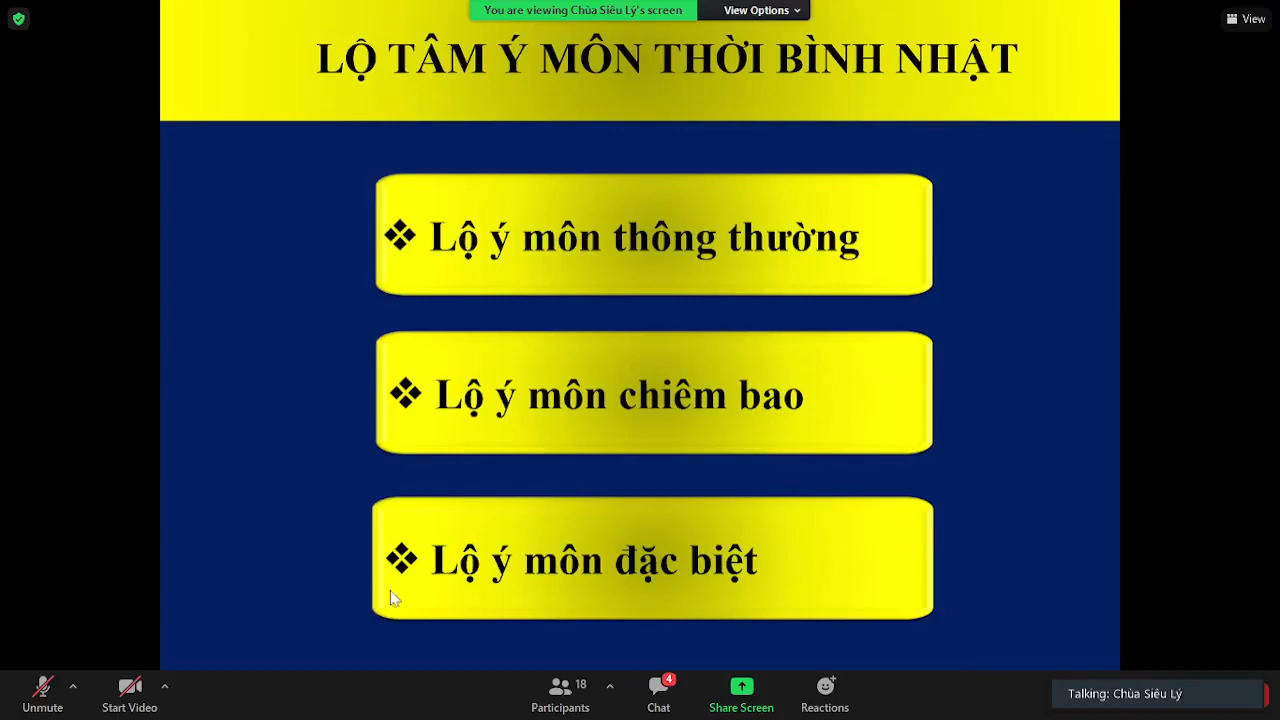 You are viewing Chùa Siêu Lý's screen
View Options
View
LỘ TÂM Ý MÔN THỜI BÌNH NHẬT
❖ Lộ ý môn thông thường
❖ Lộ ý môn chiêm bao
❖ Lộ ý môn đặc biệt
Unmute
Start Video
18
Participants
4
Chat
Share Screen
Reactions
Talking: Chùa Siêu Lý